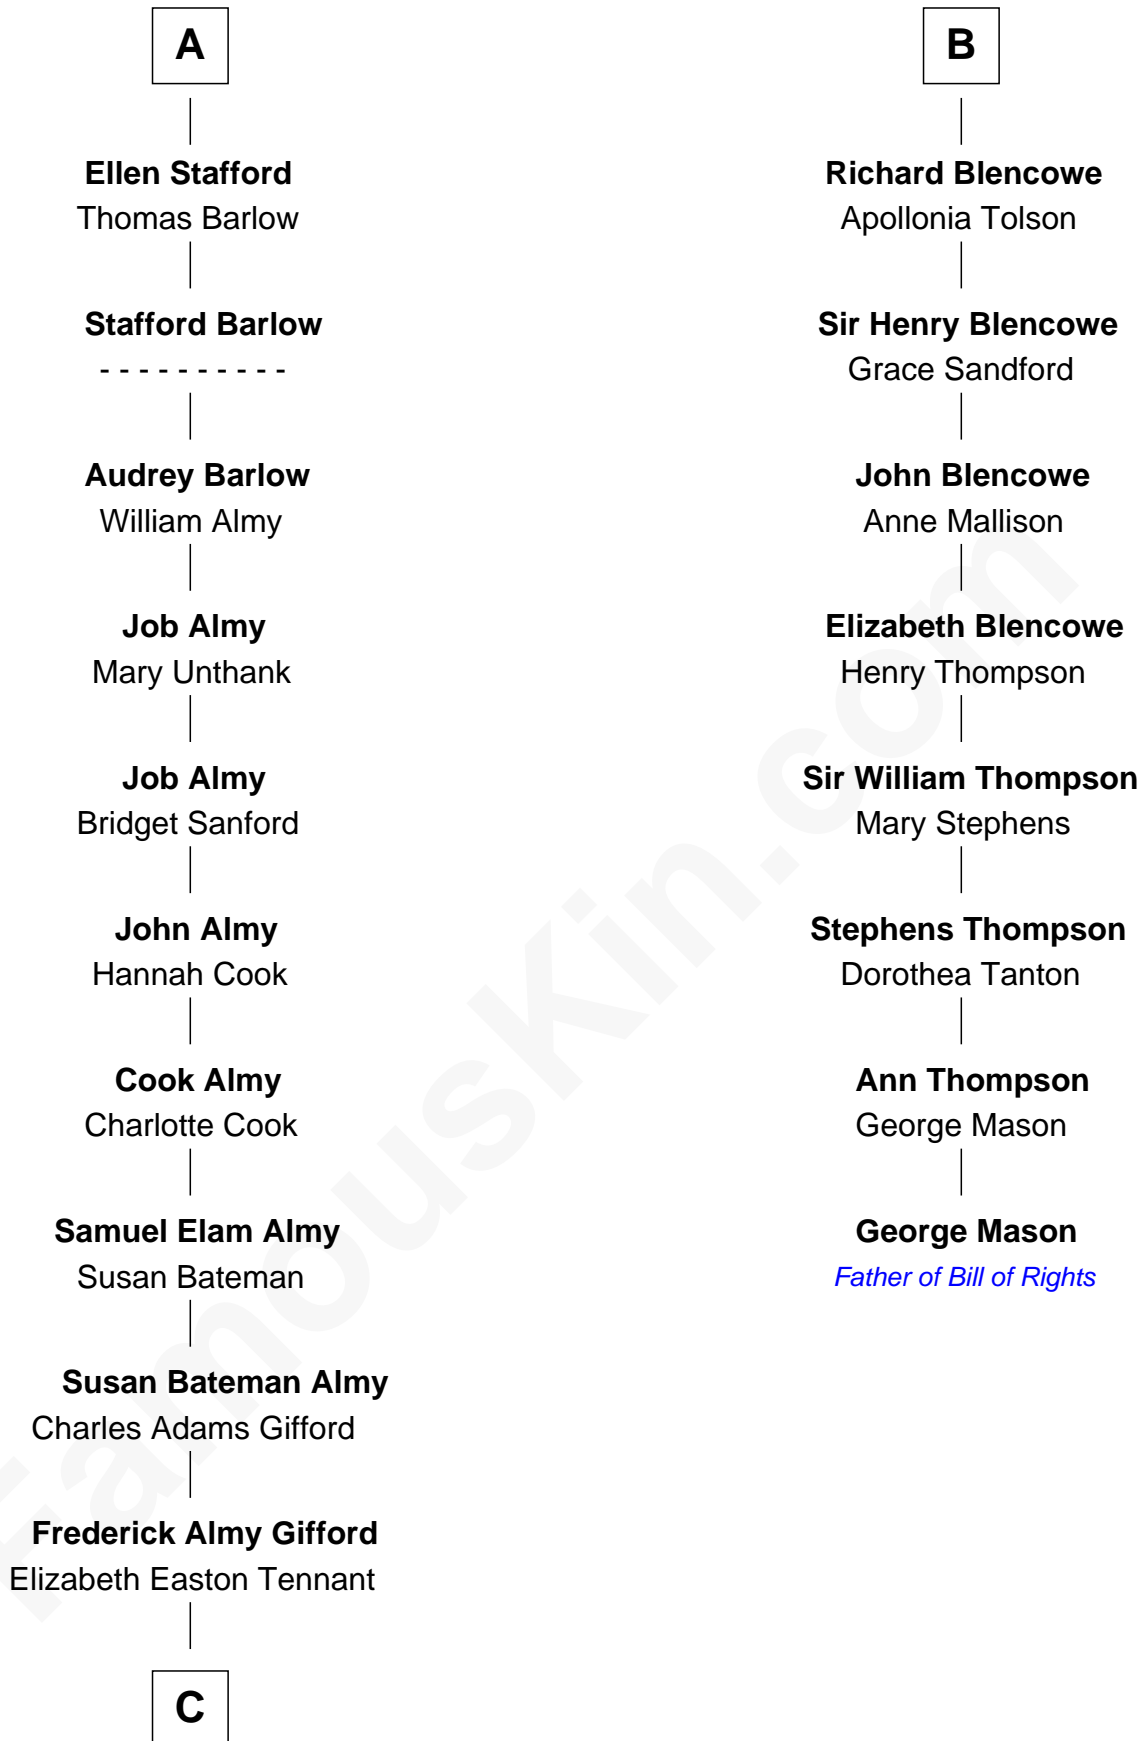 A
Ellen Stafford
Thomas Barlow
Stafford Barlow
- - - - - - - - - -
Audrey Barlow
William Almy
Job Almy
Mary Unthank
Job Almy
Bridget Sanford
John Almy
Hannah Cook
Cook Almy
Charlotte Cook
Samuel Elam Almy
Susan Bateman
Susan Bateman Almy
Charles Adams Gifford
Frederick Almy Gifford
Elizabeth Easton Tennant
C
B
Richard Blencowe
Apollonia Tolson
Sir Henry Blencowe
Grace Sandford
John Blencowe
Anne Mallison
Elizabeth Blencowe
Henry Thompson
Sir William Thompson
Mary Stephens
Stephens Thompson
Dorothea Tanton
Ann Thompson
George Mason
George Mason
Father of Bill of Rights
FamousKin.com